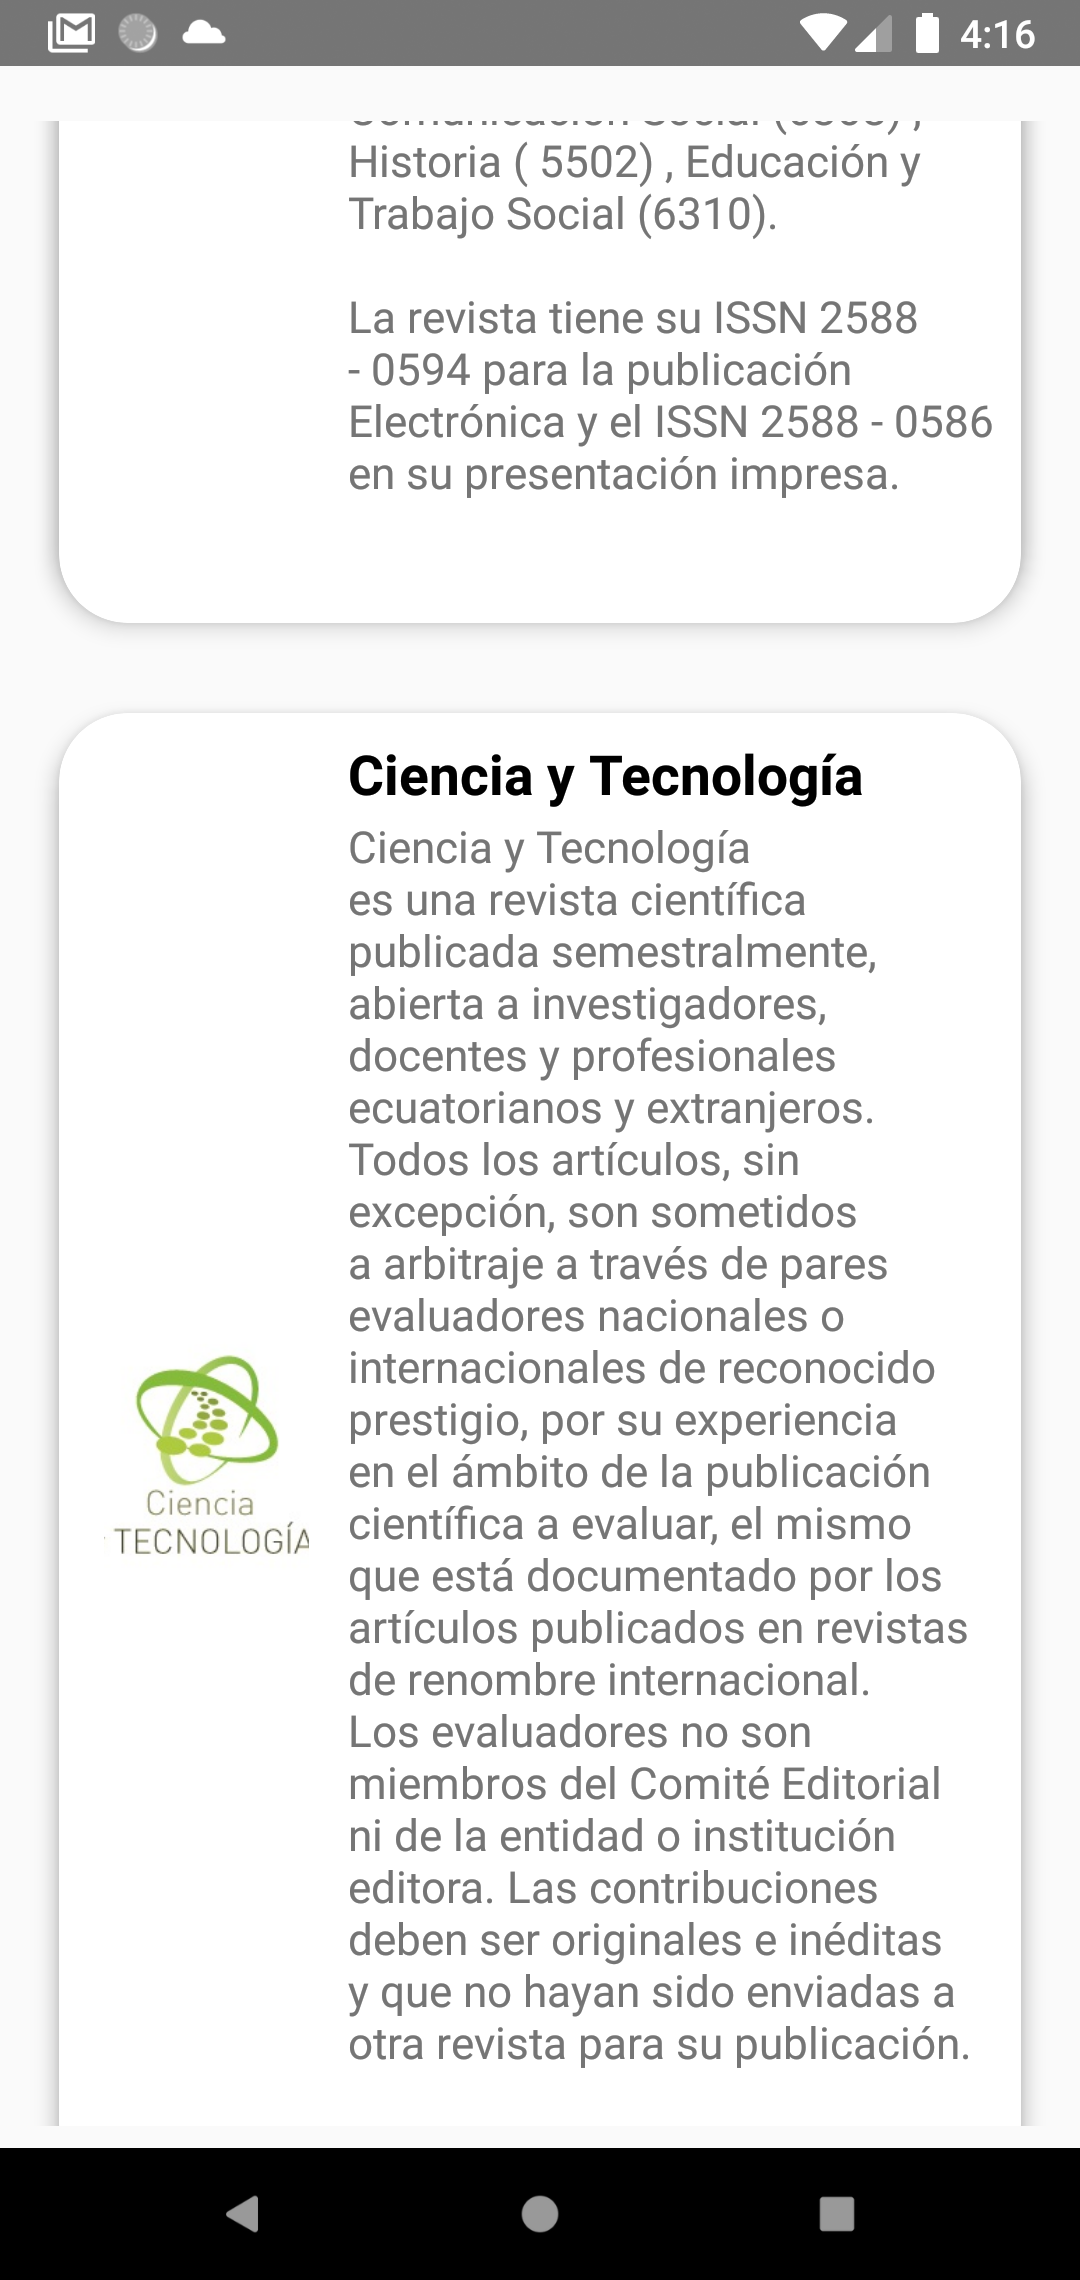 4:16
Historia ( 5502) , Educación y
Trabajo Social (6310).
La revista tiene su ISSN 2588
- 0594 para la publicación
Electrónica y el ISSN 2588 - 0586
en su presentación impresa.
Ciencia y Tecnología
Ciencia y Tecnología
es una revista científica
publicada semestralmente,
abierta a investigadores,
docentes y profesionales
ecuatorianos y extranjeros.
Todos los artículos, sin
excepción, son sometidos
a arbitraje a través de pares
evaluadores nacionales o
internacionales de reconocido
prestigio, por su experiencia
en el ámbito de la publicación
científica a evaluar, el mismo
que está documentado por los
artículos publicados en revistas
de renombre internacional.
Los evaluadores no son
miembros del Comité Editorial
ni de la entidad o institución
editora. Las contribuciones
deben ser originales e inéditas
y que no hayan sido enviadas a
otra revista para su publicación.
Ciencia
TECNOLOGÍA